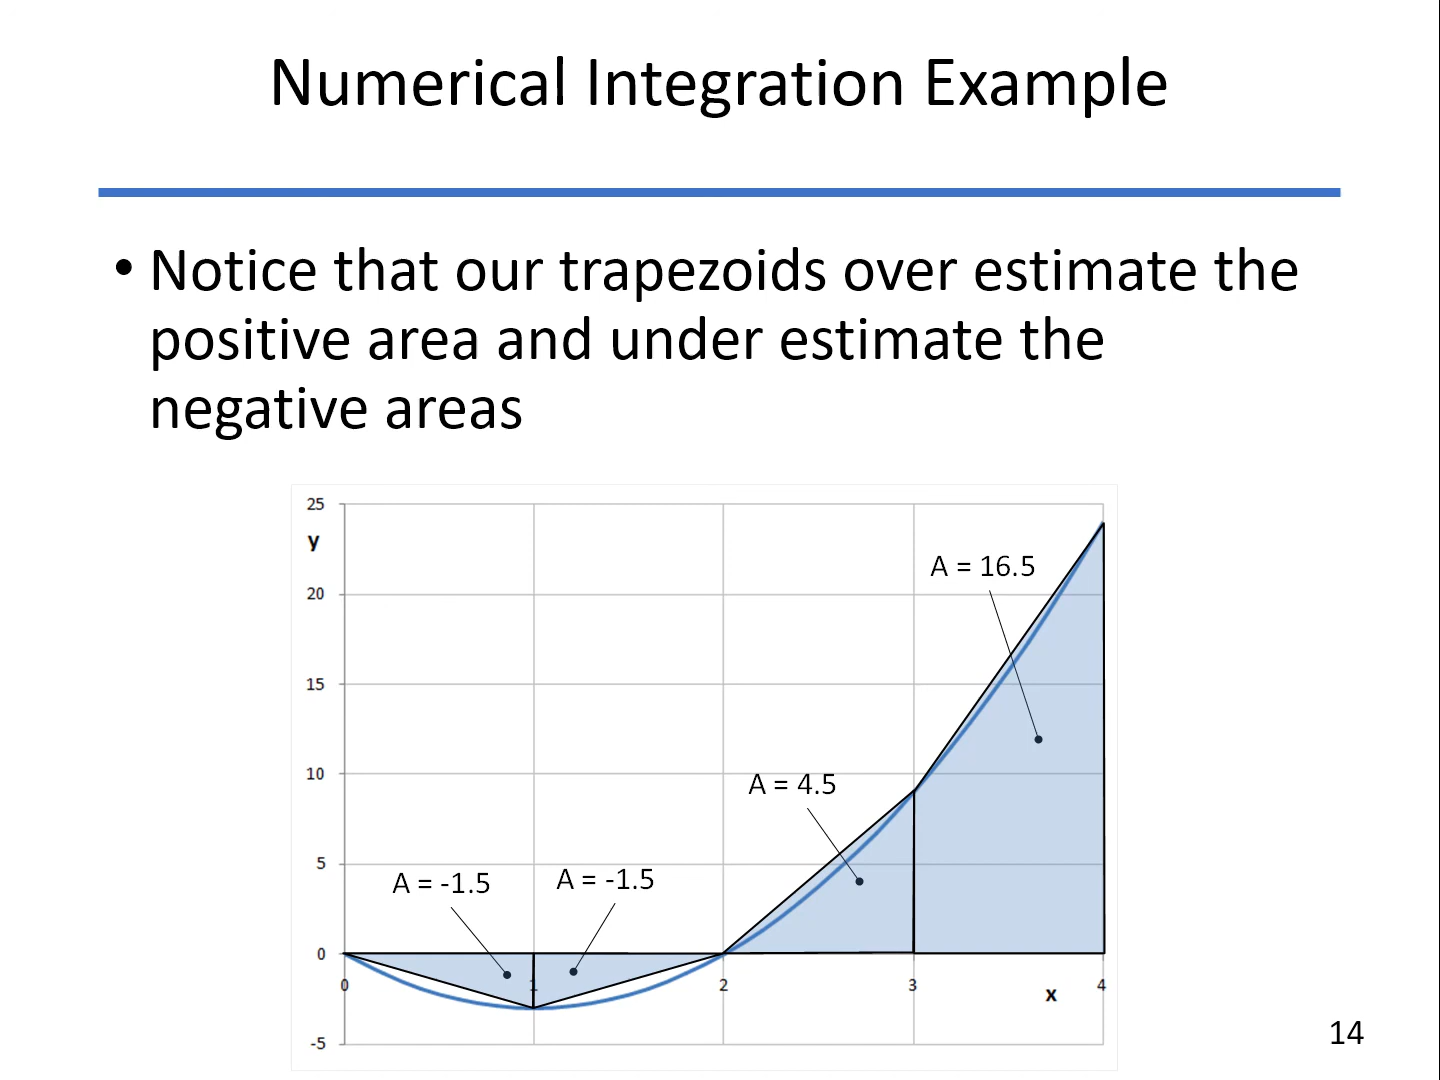 Numerical Integration Example
• Notice that our trapezoids over estimate the
positive area and under estimate the
negative areas
25
y
A = 16.5
20
15
10
A = 4.5
5
A = -1.5
A = -1.5
0
0
1
2
3
4
x
-5
14